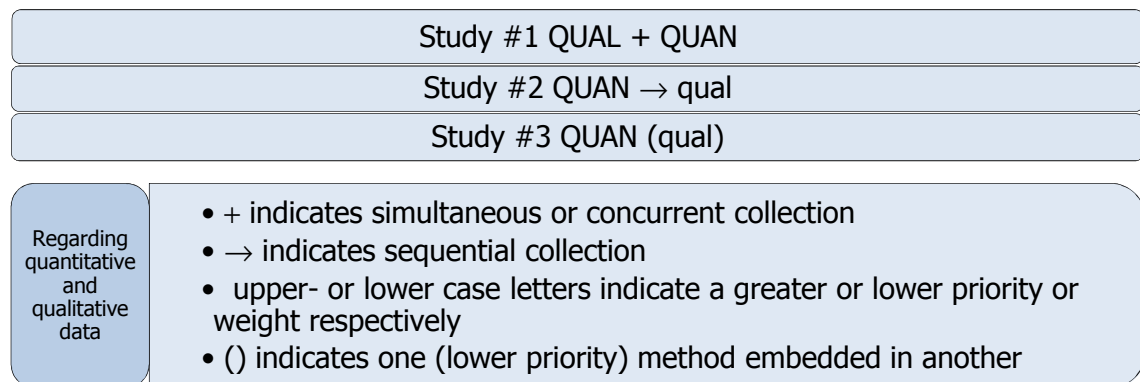 Study #1 QUAL + QUAN
Study #2 QUAN → qual
Study #3 QUAN (qual)
Regarding
quantitative
and
qualitative
data
• + indicates simultaneous or concurrent collection
• → indicates sequential collection
• upper- or lower case letters indicate a greater or lower priority or
weight respectively
• () indicates one (lower priority) method embedded in another